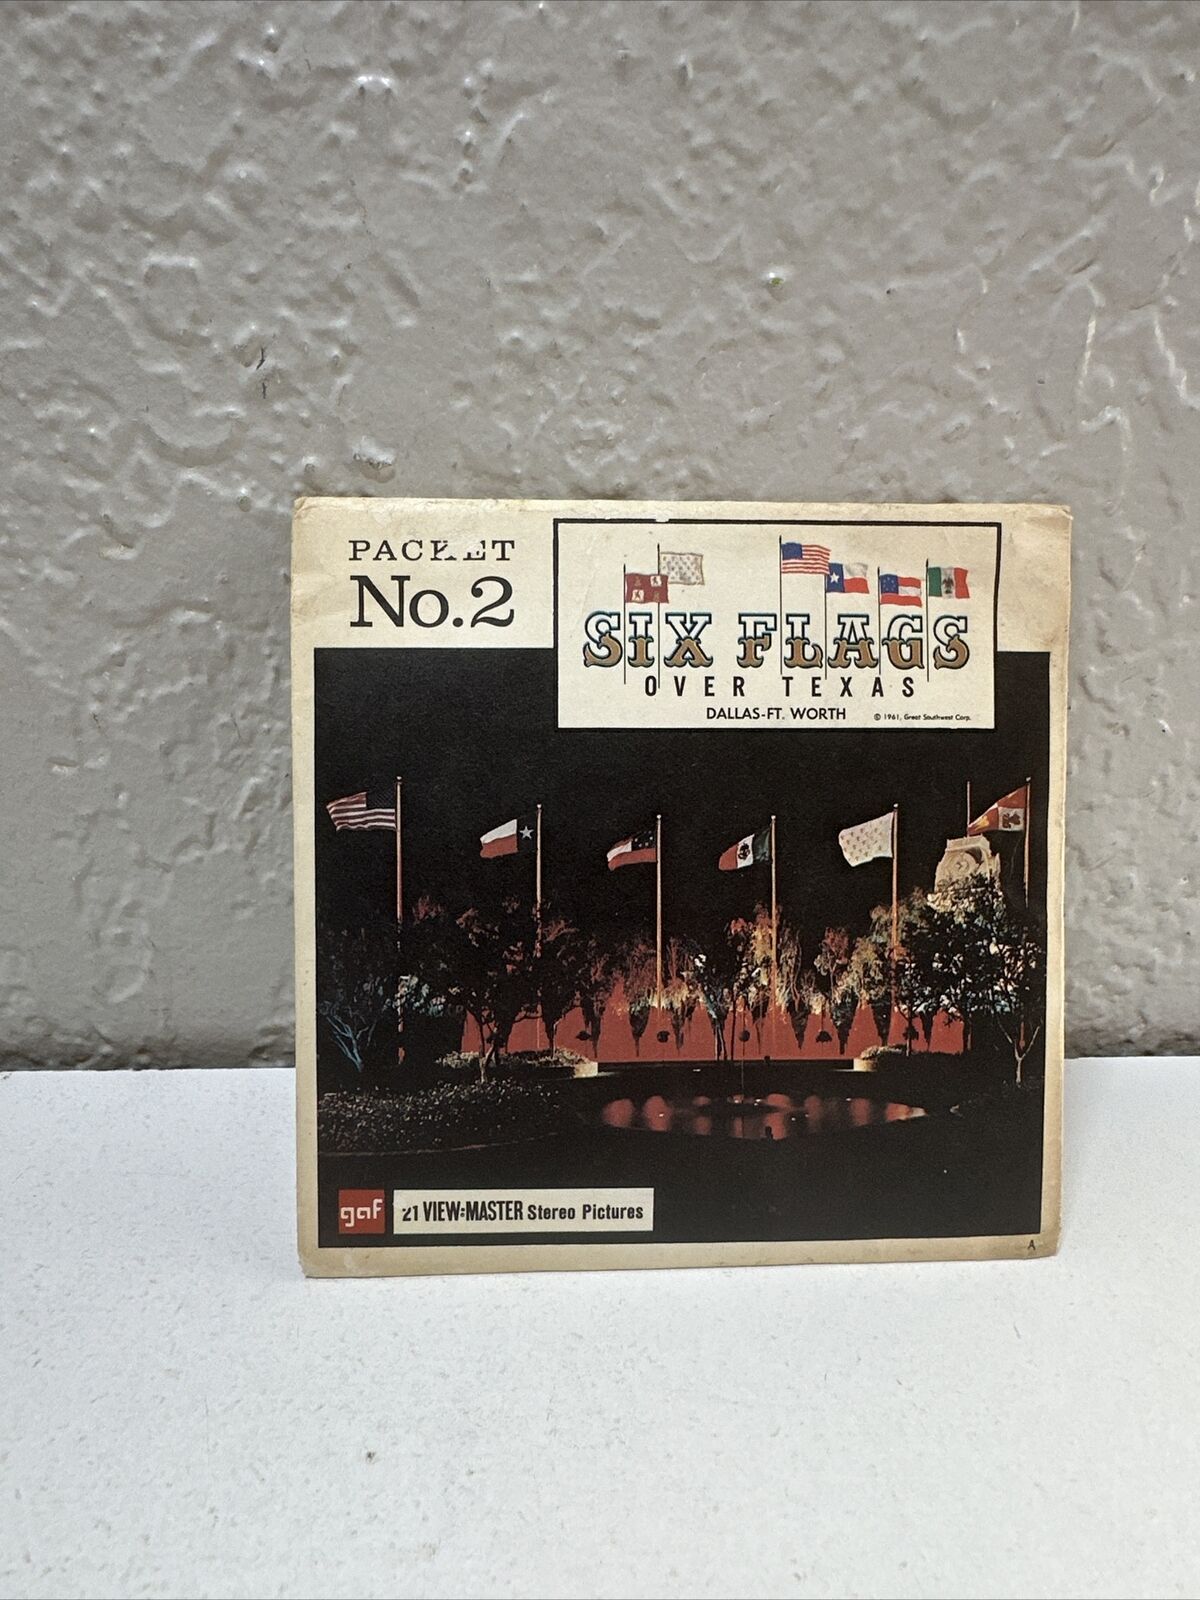 PACKET
No.2
SIX FLAGS
OVER TEXAS
DALLAS-FT. WORTH
© 1961, Great Southwest Corp.
gaf
21 VIEW-MASTER Stereo Pictures
A